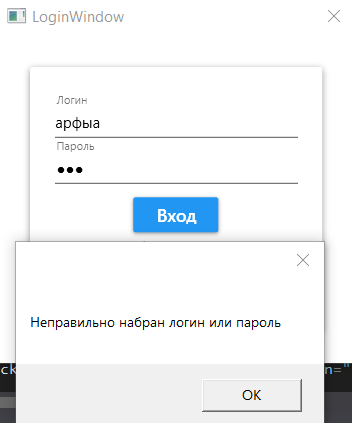 LoginWindow
Логин
арфыа
Пароль
Вход
Неправильно набран логин или пароль
OK